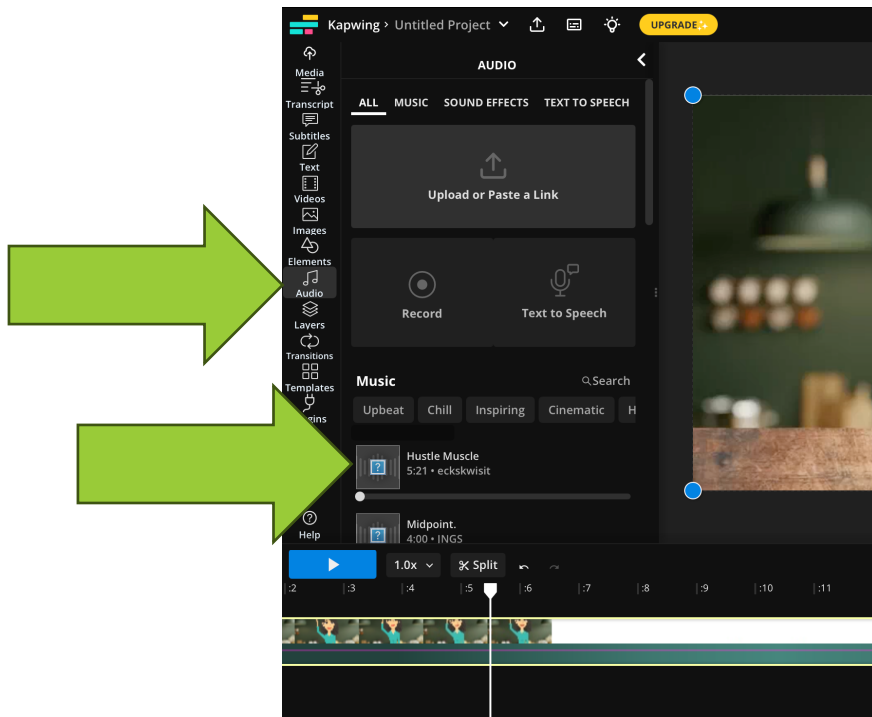 Kapwing › Untitled Project
UPGRADE
Media
Transcript
Subtitles
Text
Videos
Images
Elements
Audio
Layers
Transitions
Templates
Help
AUDIO
ALL MUSIC SOUND EFFECTS TEXT TO SPEECH
Upload or Paste a Link
Record
Text to Speech
Music
Search
Upbeat Chill Inspiring Cinematic H
Hustle Muscle
5:21 • eckskwisit
Midpoint.
4:00 • INGS
1.0x
Split
:2 :3 :4 :5 :6 :7 :8 :9 :10 :11